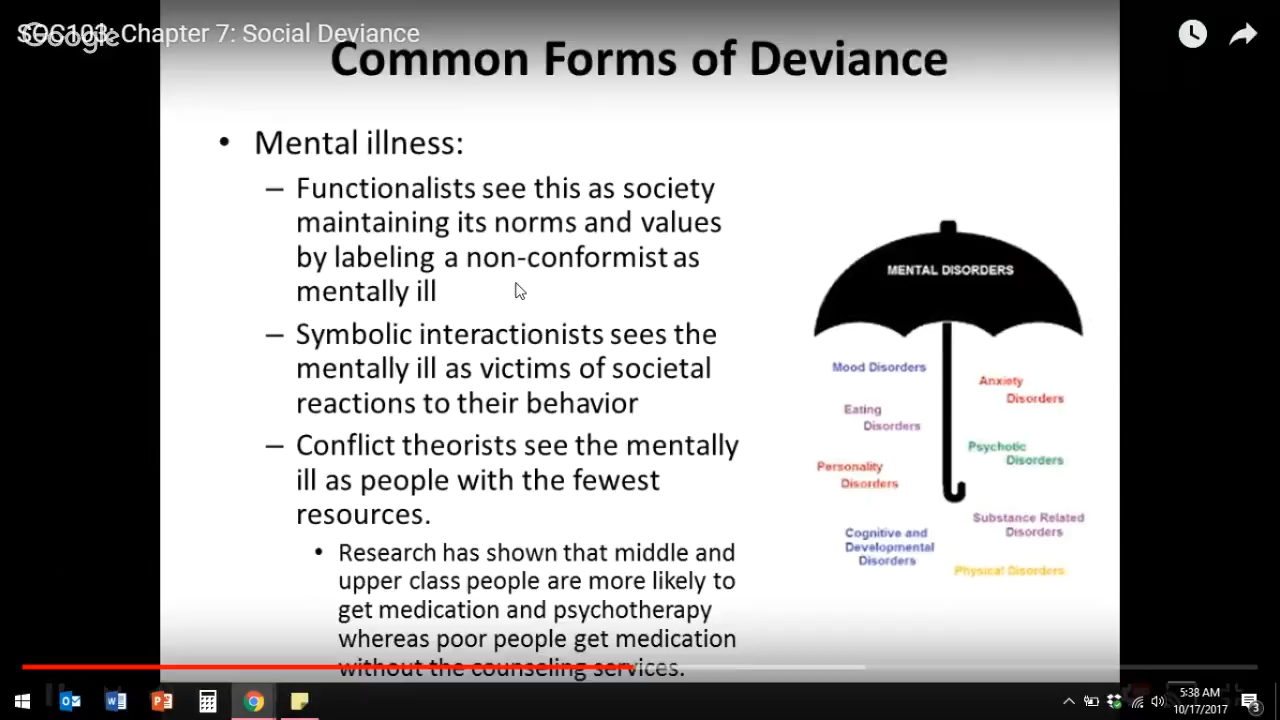 SOC103: Chapter 7: Social Deviance
Google
Common Forms of Deviance
• Mental illness:
– Functionalists see this as society
maintaining its norms and values
by labeling a non-conformist as
mentally ill
– Symbolic interactionists sees the
mentally ill as victims of societal
reactions to their behavior
– Conflict theorists see the mentally
ill as people with the fewest
resources.
• Research has shown that middle and
upper class people are more likely to
get medication and psychotherapy
whereas poor people get medication
without the counseling services.
MENTAL DISORDERS
Mood Disorders
Anxiety
Disorders
Eating
Disorders
Psychotic
Disorders
Personality
Disorders
Substance Related
Disorders
Cognitive and
Developmental
Disorders
Physical Disorders
5:38 AM
10/17/2017
3